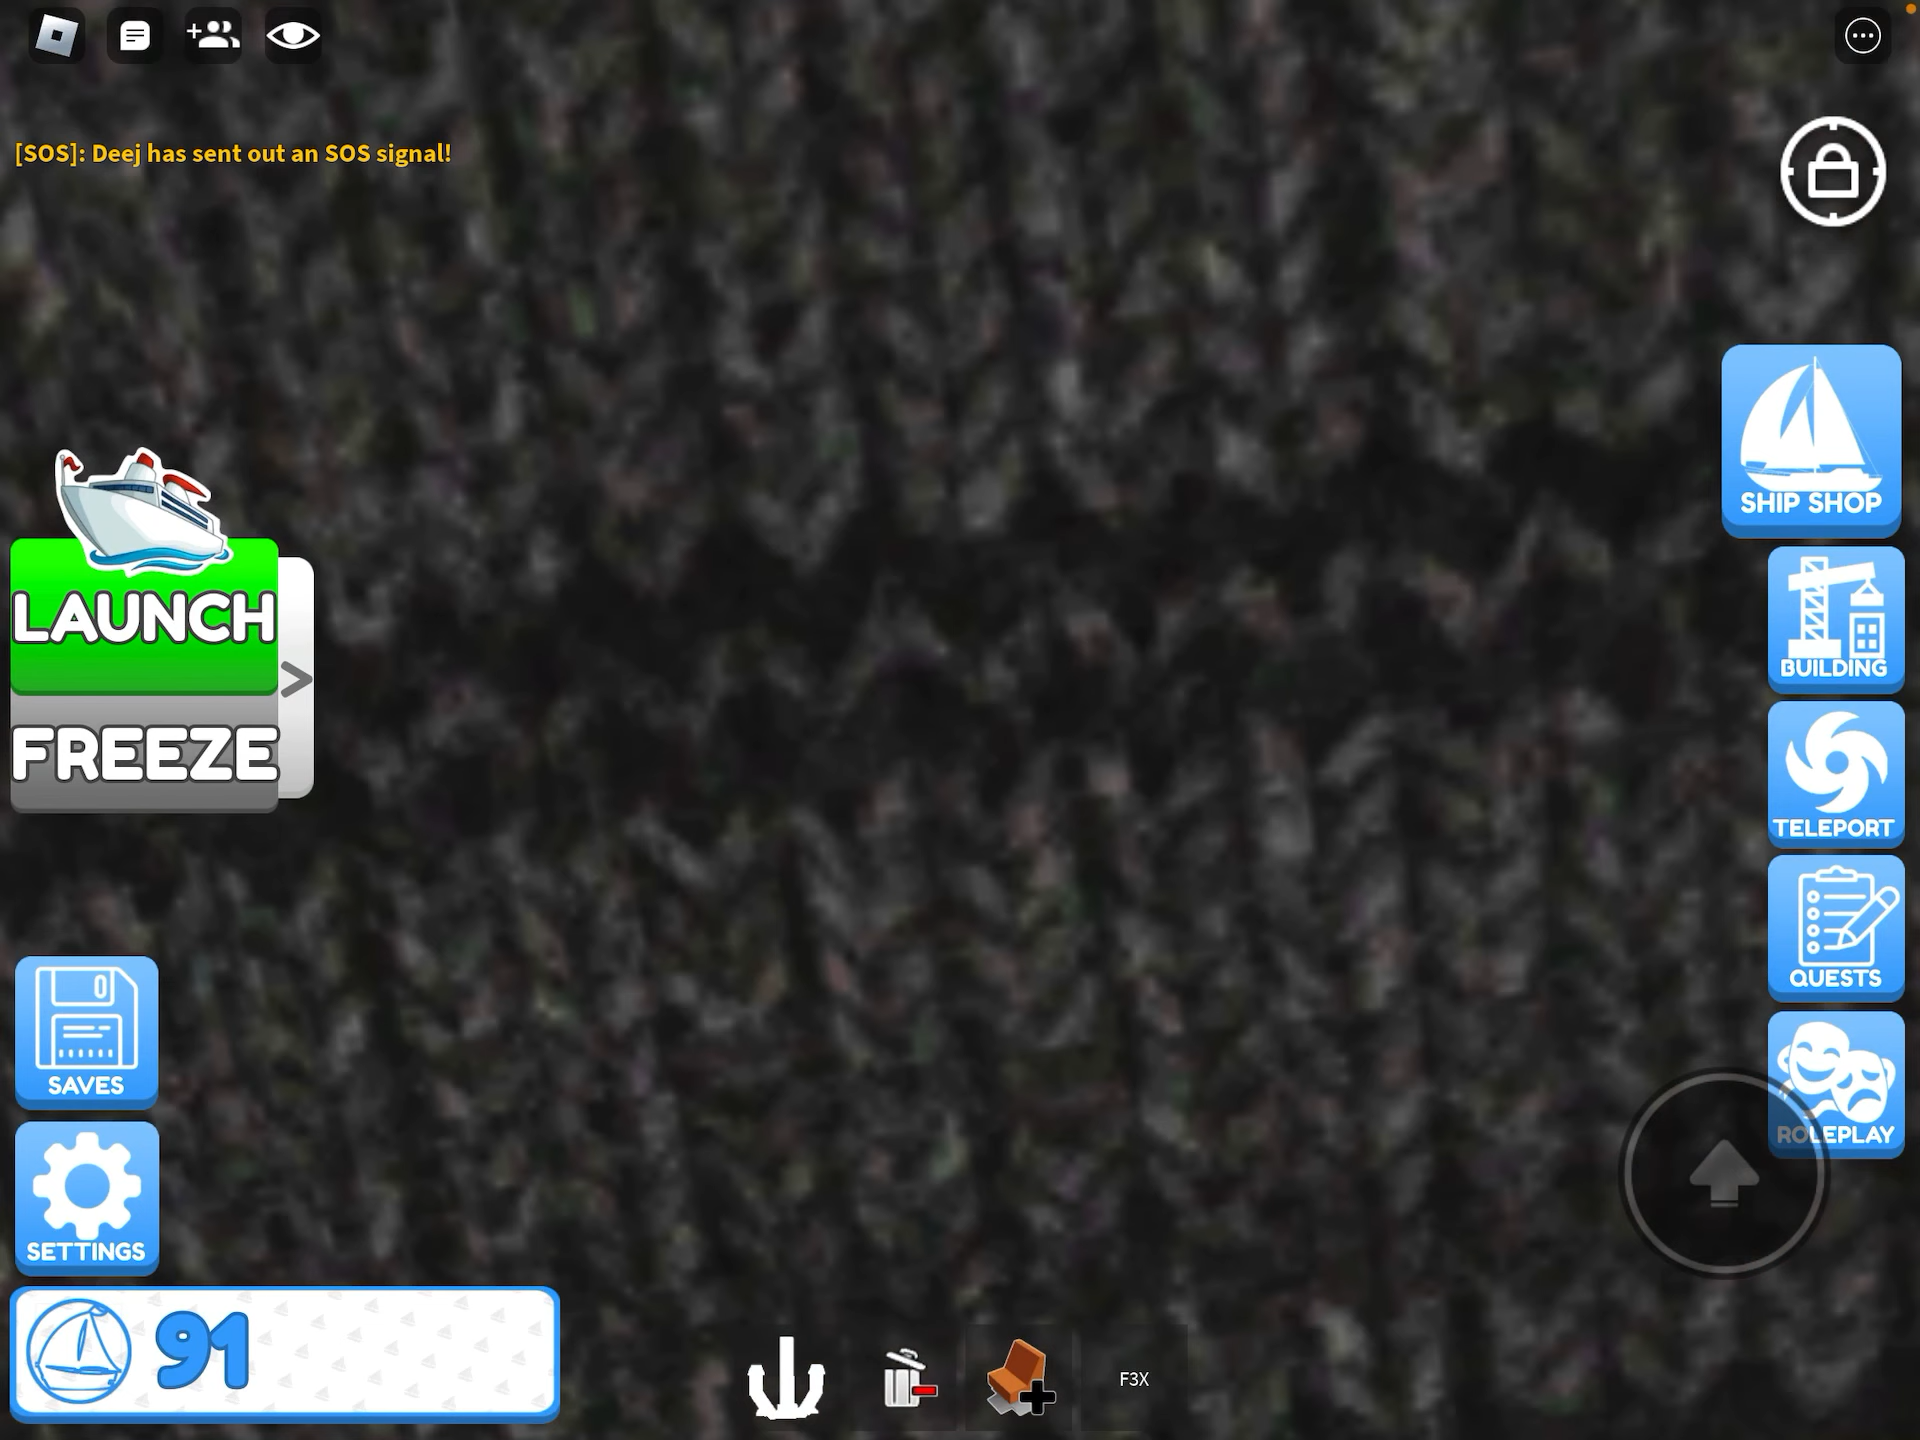 [SOS]: Deej has sent out an SOS signal!
SHIP SHOP
LAUNCH
BUILDING
FREEZE
TELEPORT
QUESTS
SAVES
ROLEPLAY
SETTINGS
91
F3X